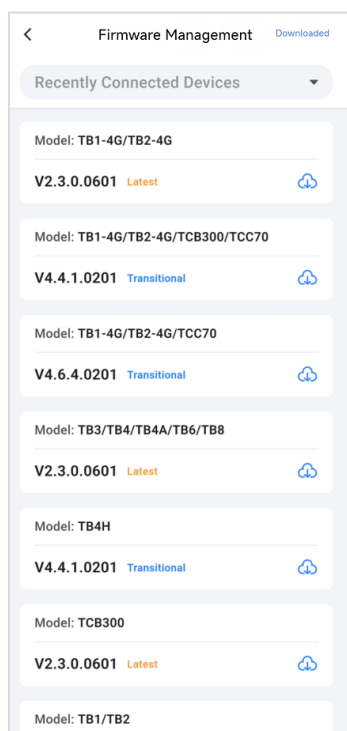 Firmware Management Downloaded
Recently Connected Devices
Model: TB1-4G/TB2-4G
V2.3.0.0601 Latest
Model: TB1-4G/TB2-4G/TCB300/TCC70
V4.4.1.0201 Transitional
Model: TB1-4G/TB2-4G/TCC70
V4.6.4.0201 Transitional
Model: TB3/TB4/TB4A/TB6/TB8
V2.3.0.0601 Latest
Model: TB4H
V4.4.1.0201 Transitional
Model: TCB300
V2.3.0.0601 Latest
Model: TB1/TB2